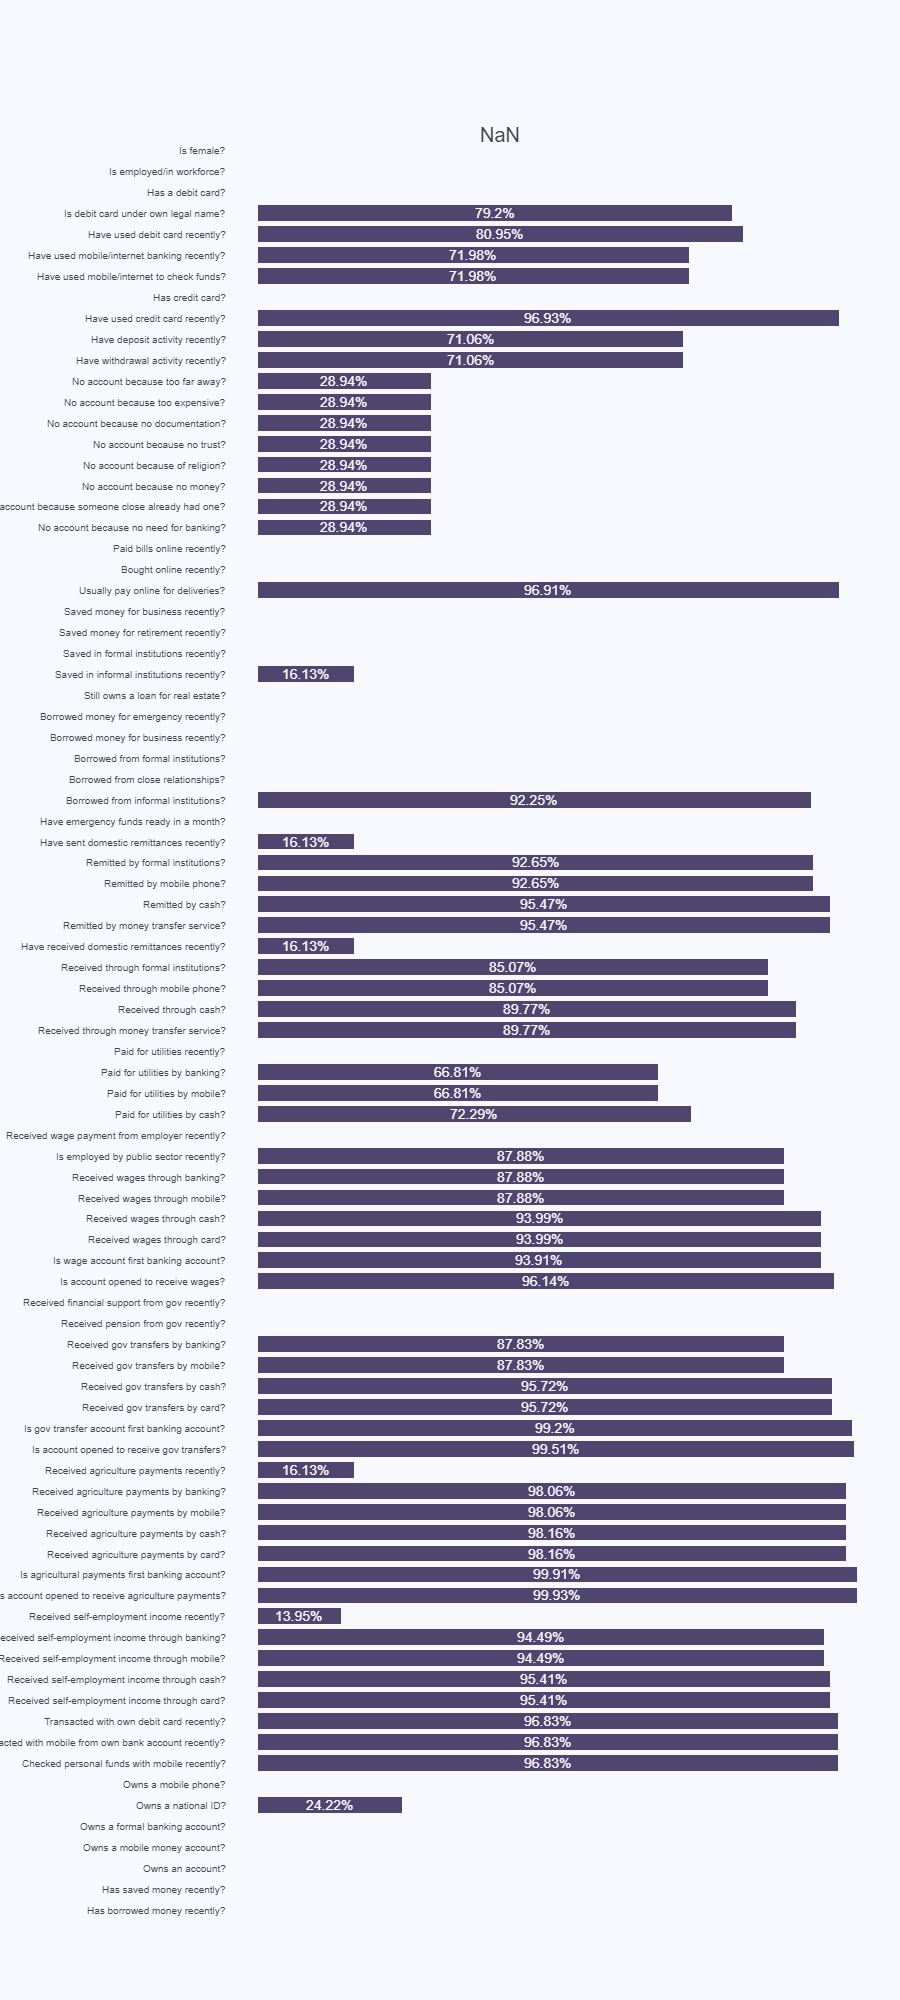 NaN
Is female?
Is employed/in workforce?
Has a debit card?
Is debit card under own legal name? 79.2%
Have used debit card recently? 80.95%
Have used mobile/internet banking recently? 71.98%
Have used mobile/internet to check funds? 71.98%
Has credit card?
Have used credit card recently? 96.93%
Have deposit activity recently? 71.06%
Have withdrawal activity recently? 71.06%
No account because too far away? 28.94%
No account because too expensive? 28.94%
No account because no documentation? 28.94%
No account because no trust? 28.94%
No account because of religion? 28.94%
No account because no money? 28.94%
account because someone close already had one? 28.94%
No account because no need for banking? 28.94%
Paid bills online recently?
Bought online recently?
Usually pay online for deliveries? 96.91%
Saved money for business recently?
Saved money for retirement recently?
Saved in formal institutions recently?
Saved in informal institutions recently? 16.13%
Still owns a loan for real estate?
Borrowed money for emergency recently?
Borrowed money for business recently?
Borrowed from formal institutions?
Borrowed from close relationships?
Borrowed from informal institutions? 92.25%
Have emergency funds ready in a month?
Have sent domestic remittances recently? 16.13%
Remitted by formal institutions? 92.65%
Remitted by mobile phone? 92.65%
Remitted by cash? 95.47%
Remitted by money transfer service? 95.47%
Have received domestic remittances recently? 16.13%
Received through formal institutions? 85.07%
Received through mobile phone? 85.07%
Received through cash? 89.77%
Received through money transfer service? 89.77%
Paid for utilities recently?
Paid for utilities by banking? 66.81%
Paid for utilities by mobile? 66.81%
Paid for utilities by cash? 72.29%
Received wage payment from employer recently?
Is employed by public sector recently? 87.88%
Received wages through banking? 87.88%
Received wages through mobile? 87.88%
Received wages through cash? 93.99%
Received wages through card? 93.99%
Is wage account first banking account? 93.91%
Is account opened to receive wages? 96.14%
Received financial support from gov recently?
Received pension from gov recently?
Received gov transfers by banking? 87.83%
Received gov transfers by mobile? 87.83%
Received gov transfers by cash? 95.72%
Received gov transfers by card? 95.72%
Is gov transfer account first banking account? 99.2%
Is account opened to receive gov transfers? 99.51%
Received agriculture payments recently? 16.13%
Received agriculture payments by banking? 98.06%
Received agriculture payments by mobile? 98.06%
Received agriculture payments by cash? 98.16%
Received agriculture payments by card? 98.16%
Is agricultural payments first banking account? 99.91%
s account opened to receive agriculture payments? 99.93%
Received self-employment income recently? 13.95%
eceived self-employment income through banking? 94.49%
Received self-employment income through mobile? 94.49%
Received self-employment income through cash? 95.41%
Received self-employment income through card? 95.41%
Transacted with own debit card recently? 96.83%
acted with mobile from own bank account recently? 96.83%
Checked personal funds with mobile recently? 96.83%
Owns a mobile phone?
Owns a national ID? 24.22%
Owns a formal banking account?
Owns a mobile money account?
Owns an account?
Has saved money recently?
Has borrowed money recently?